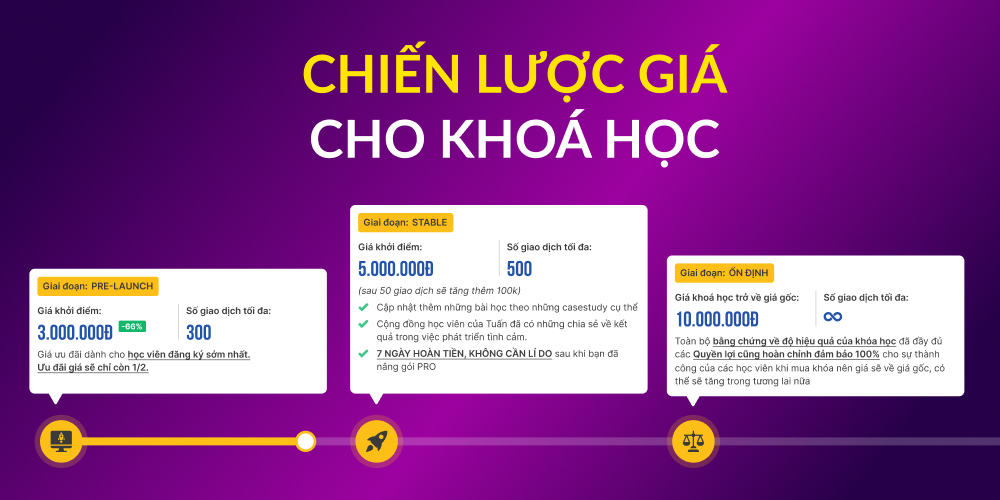 CHIẾN LƯỢC GIÁ
CHO KHOÁ HỌC
Giai đoạn: PRE-LAUNCH
Giá khởi điểm:
3.000.000Đ
-66%
Số giao dịch tối đa:
300
Giá ưu đãi dành cho học viên đăng ký sớm nhất.
Ưu đãi giá sẽ chỉ còn 1/2.
Giai đoạn: STABLE
Giá khởi điểm:
5.000.000Đ
Số giao dịch tối đa:
500
(sau 50 giao dịch sẽ tăng thêm 100k)
Cập nhật thêm những bài học theo những casestudy cụ thể
Cộng đồng học viên của Tuấn đã có những chia sẻ về kết
quả trong việc phát triển tình cảm.
7 NGÀY HOÀN TIỀN, KHÔNG CẦN LÍ DO sau khi bạn đã
nâng gói PRO
Giai đoạn: ỔN ĐỊNH
Giá khoá học trở về giá gốc:
10.000.000Đ
Số giao dịch tối đa:
∞
Toàn bộ bằng chứng về độ hiệu quả của khóa học đã đầy đủ
các Quyền lợi cũng hoàn chỉnh đảm báo 100% cho sự thành
công của các học viên khi mua khóa nên giá sẽ về giá gốc, có
thể sẽ tăng trong tương lai nữa